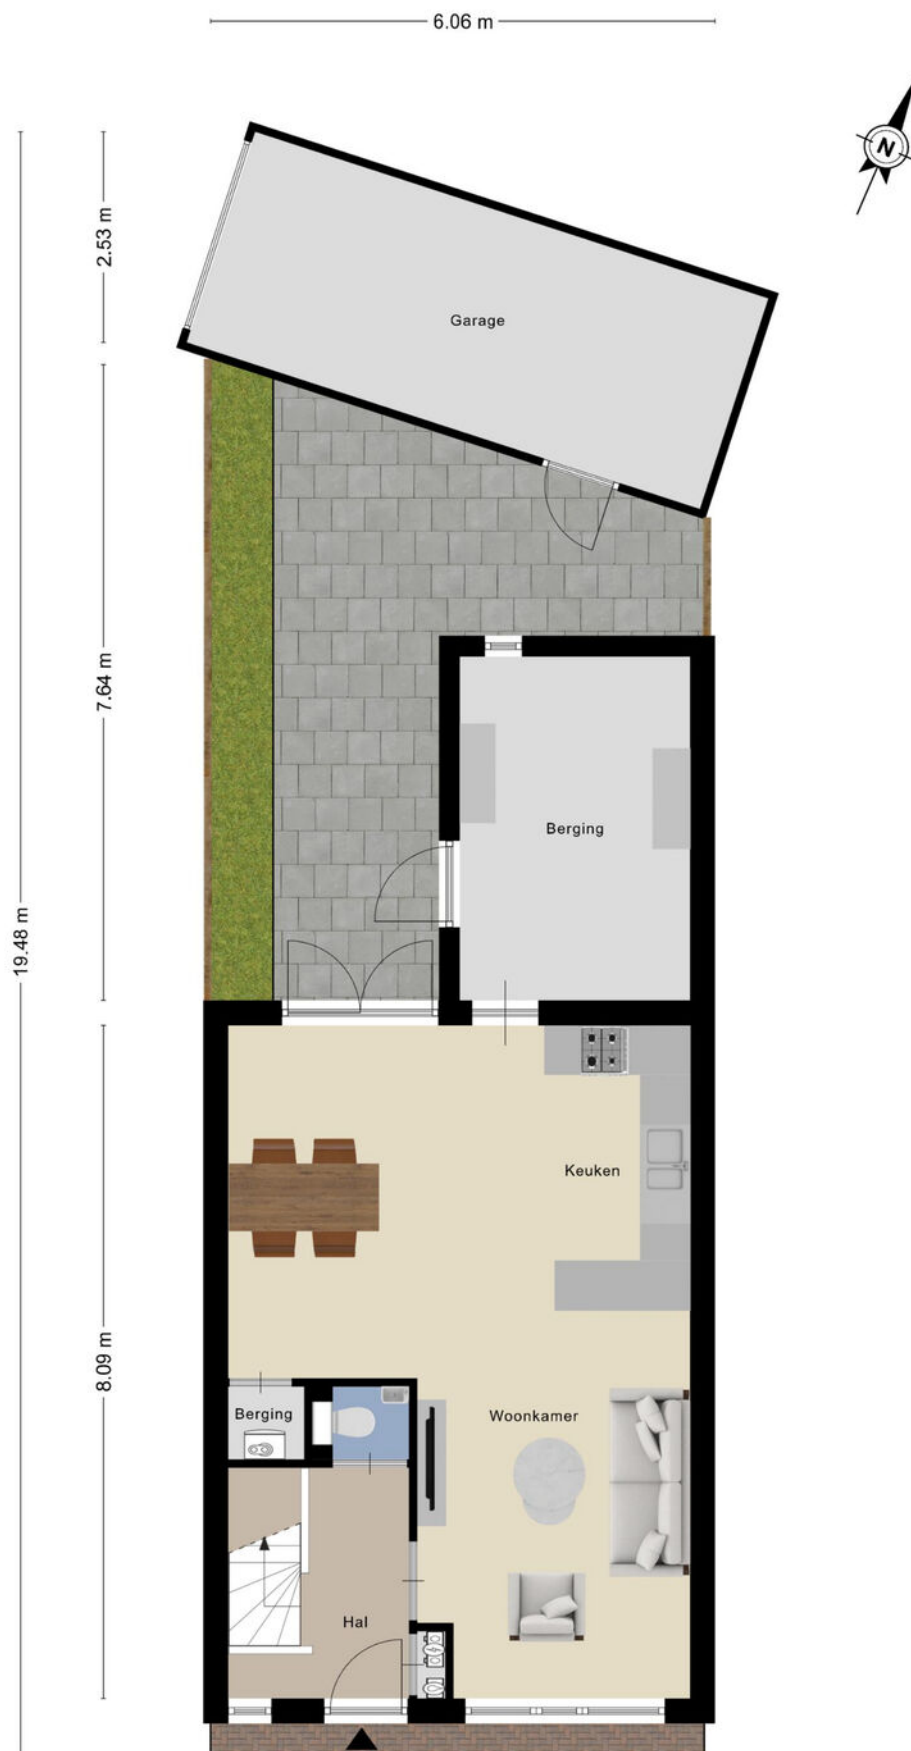 6.06 m
N
2.53 m
Garage
7.64 m
Berging
19.48 m
Keuken
8.09 m
Berging
Woonkamer
Hal